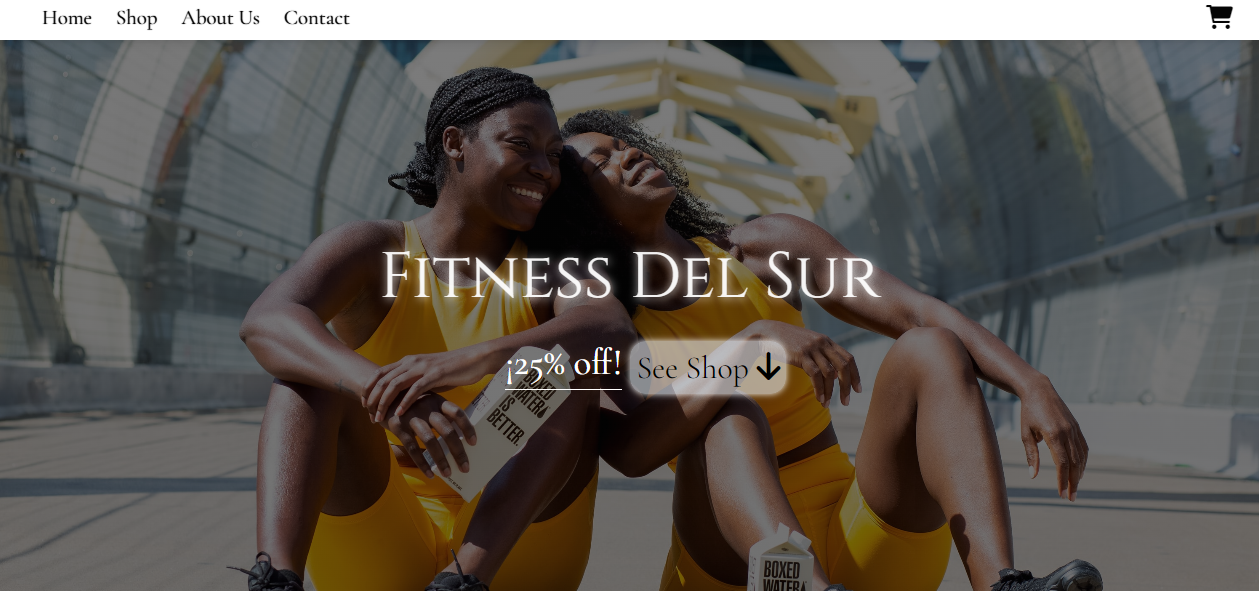 Home Shop About Us Contact
Fitness Del Sur
¡25% off! See Shop
BOXED
WATER
IS
BETTER.
BOXED
WATER